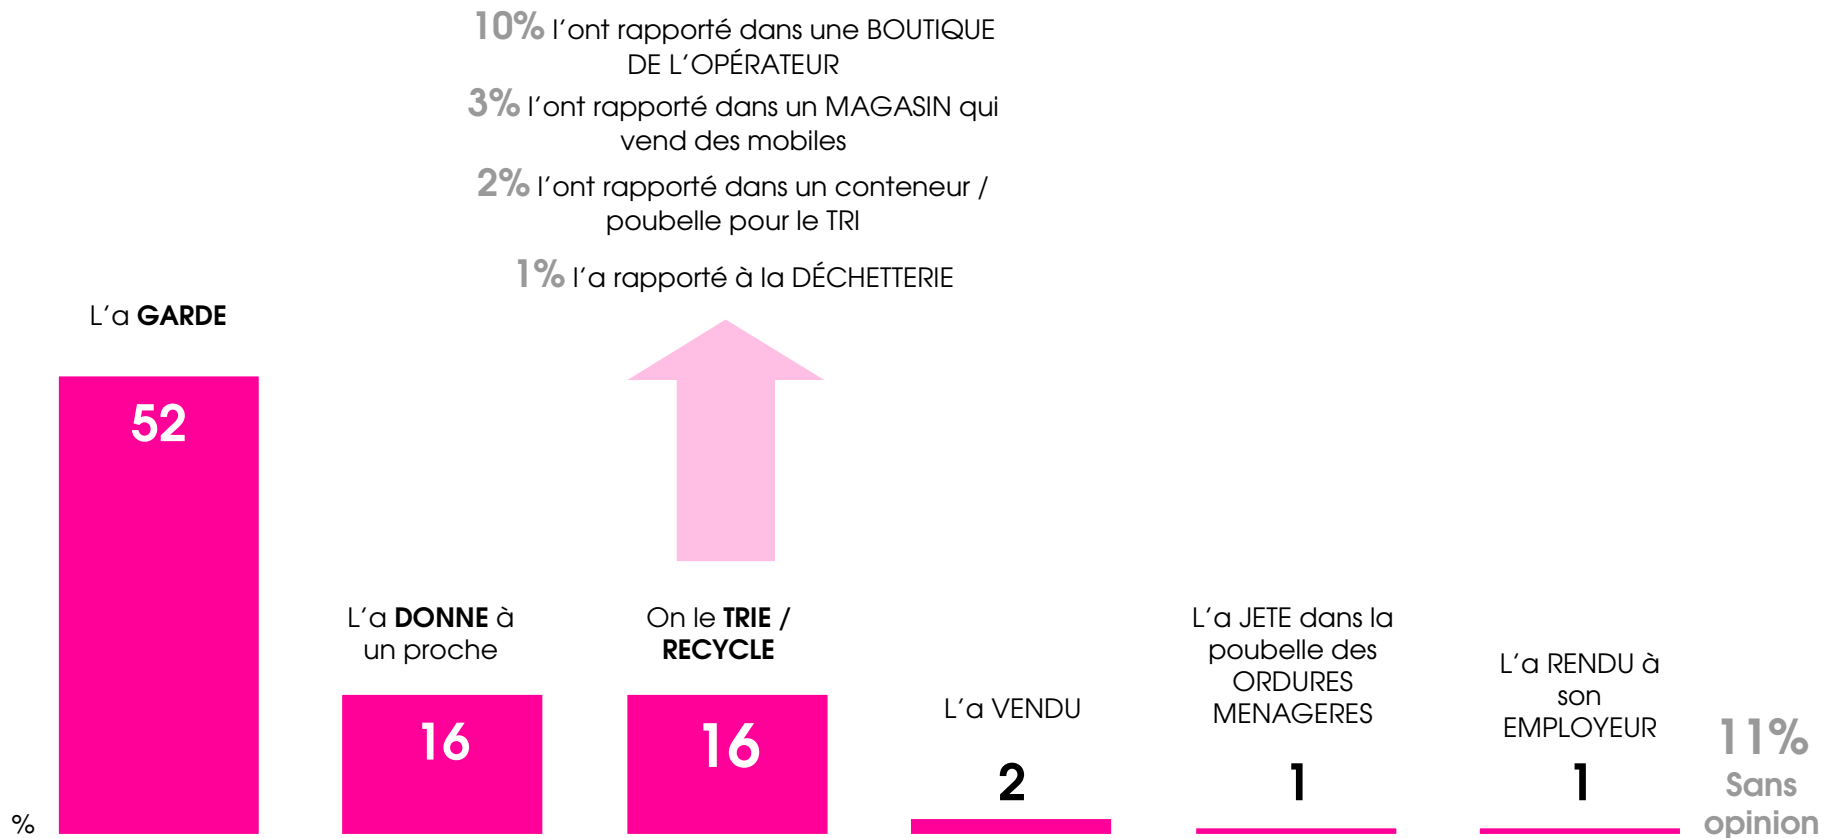 10% l’ont rapporté dans une BOUTIQUE
DE L’OPÉRATEUR
3% l’ont rapporté dans un MAGASIN qui
vend des mobiles
2% l’ont rapporté dans un conteneur /
poubelle pour le TRI
1% l’a rapporté à la DÉCHETTERIE
L’a GARDE
52
L’a DONNE à
un proche
16
On le TRIE /
RECYCLE
16
L’a VENDU
2
L’a JETE dans la
poubelle des
ORDURES
MENAGERES
1
L’a RENDU à
son
EMPLOYEUR
1
11%
Sans
opinion
%